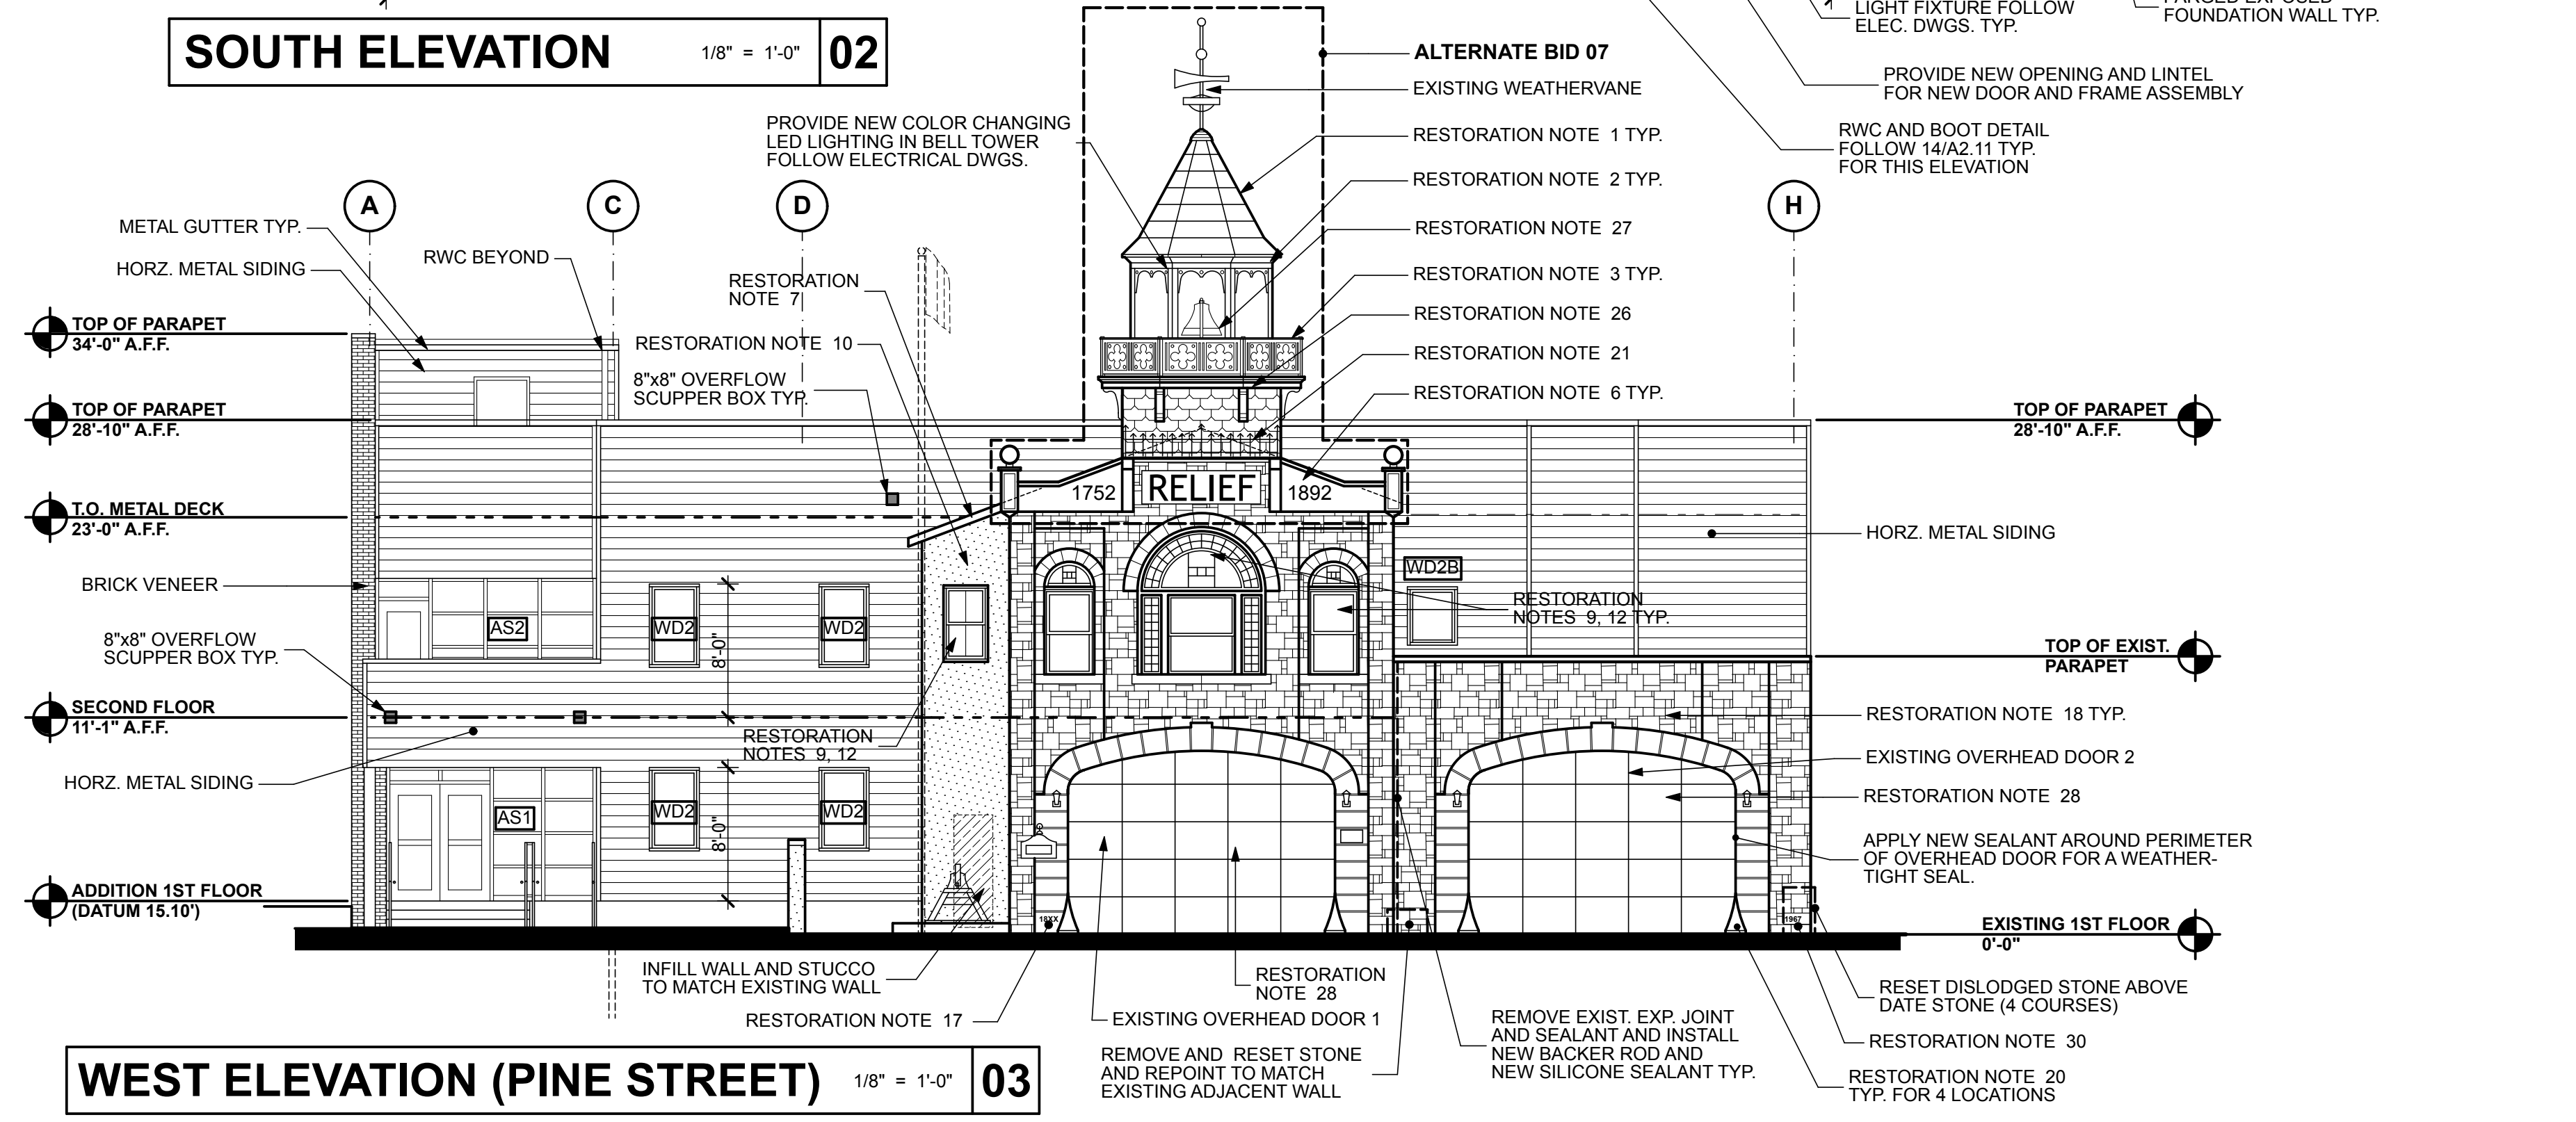 SOUTH ELEVATION 1/8" = 1'-0" 02
LIGHT FIXTURE FOLLOW
ELEC. DWGS. TYP.
FOUNDATION WALL TYP.
PROVIDE NEW OPENING AND LINTEL
FOR NEW DOOR AND FRAME ASSEMBLY
RWC AND BOOT DETAIL
FOLLOW 14/A2.11 TYP.
FOR THIS ELEVATION
ALTERNATE BID 07
EXISTING WEATHERVANE
RESTORATION NOTE 1 TYP.
RESTORATION NOTE 2 TYP.
RESTORATION NOTE 27
RESTORATION NOTE 3 TYP.
RESTORATION NOTE 26
RESTORATION NOTE 21
RESTORATION NOTE 6 TYP.
PROVIDE NEW COLOR CHANGING
LED LIGHTING IN BELL TOWER
FOLLOW ELECTRICAL DWGS.
A
C
D
H
METAL GUTTER TYP.
HORZ. METAL SIDING
RWC BEYOND
RESTORATION
NOTE 7
RESTORATION NOTE 10
8"x8" OVERFLOW
SCUPPER BOX TYP.
TOP OF PARAPET
34'-0" A.F.F.
TOP OF PARAPET
28'-10" A.F.F.
T.O. METAL DECK
23'-0" A.F.F.
BRICK VENEER
8"x8" OVERFLOW
SCUPPER BOX TYP.
SECOND FLOOR
11'-1" A.F.F.
HORZ. METAL SIDING
ADDITION 1ST FLOOR
(DATUM 15.10')
1752
RELIEF
1892
AS2
WD2
WD2
8'-0"
WD2B
RESTORATION
NOTES 9, 12 TYP.
RESTORATION
NOTES 9, 12
AS1
WD2
WD2
8'-0"
18XX
1967
TOP OF PARAPET
28'-10" A.F.F.
HORZ. METAL SIDING
TOP OF EXIST.
PARAPET
RESTORATION NOTE 18 TYP.
EXISTING OVERHEAD DOOR 2
RESTORATION NOTE 28
APPLY NEW SEALANT AROUND PERIMETER
OF OVERHEAD DOOR FOR A WEATHER-
TIGHT SEAL.
EXISTING 1ST FLOOR
0'-0"
RESET DISLODGED STONE ABOVE
DATE STONE (4 COURSES)
RESTORATION NOTE 30
RESTORATION NOTE 20
TYP. FOR 4 LOCATIONS
INFILL WALL AND STUCCO
TO MATCH EXISTING WALL
RESTORATION NOTE 17
RESTORATION
NOTE 28
EXISTING OVERHEAD DOOR 1
REMOVE AND RESET STONE
AND REPOINT TO MATCH
EXISTING ADJACENT WALL
REMOVE EXIST. EXP. JOINT
AND SEALANT AND INSTALL
NEW BACKER ROD AND
NEW SILICONE SEALANT TYP.
WEST ELEVATION (PINE STREET) 1/8" = 1'-0" 03